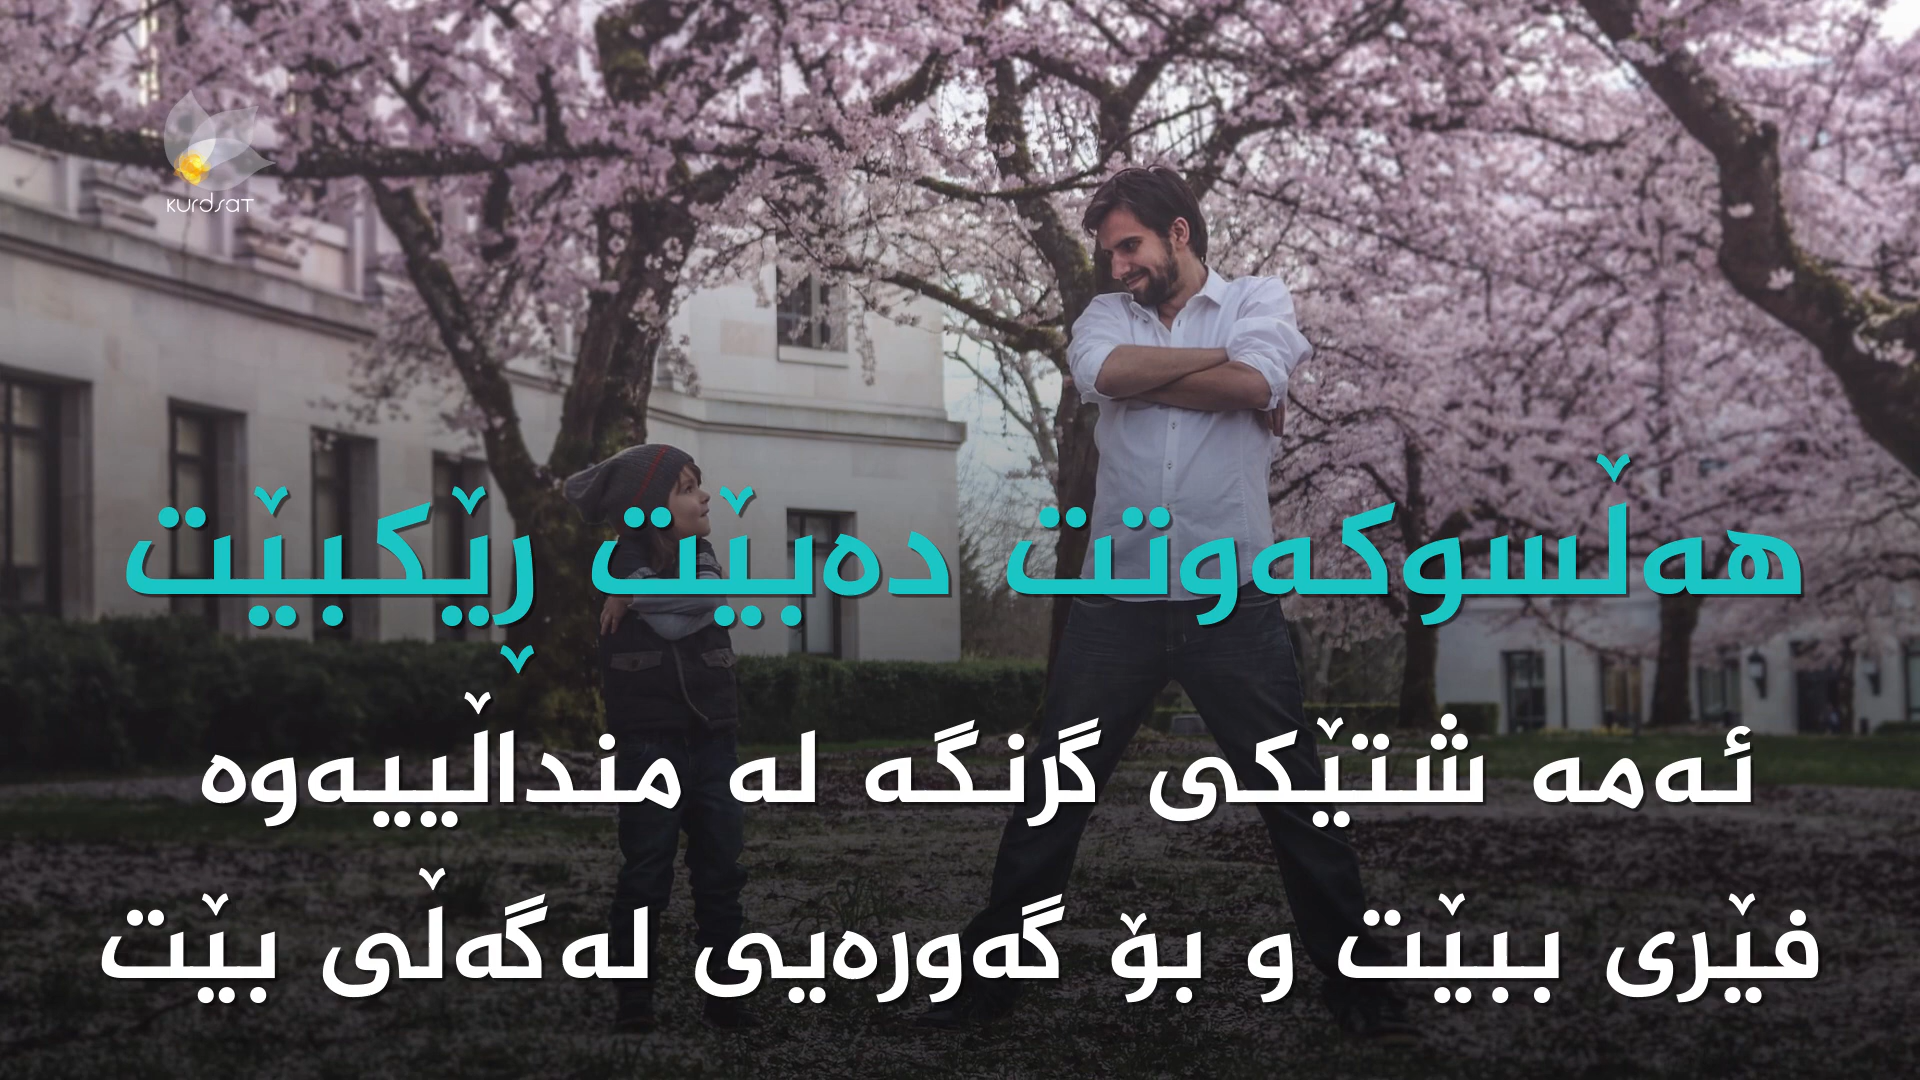 kurdsat
هەڵسوکەوتت دەبێت ڕێکبێت
ئەمە شتێکی گرنگە لە منداڵییەوە
فێری ببێت و بۆ گەورەیی لەگەڵی بێت